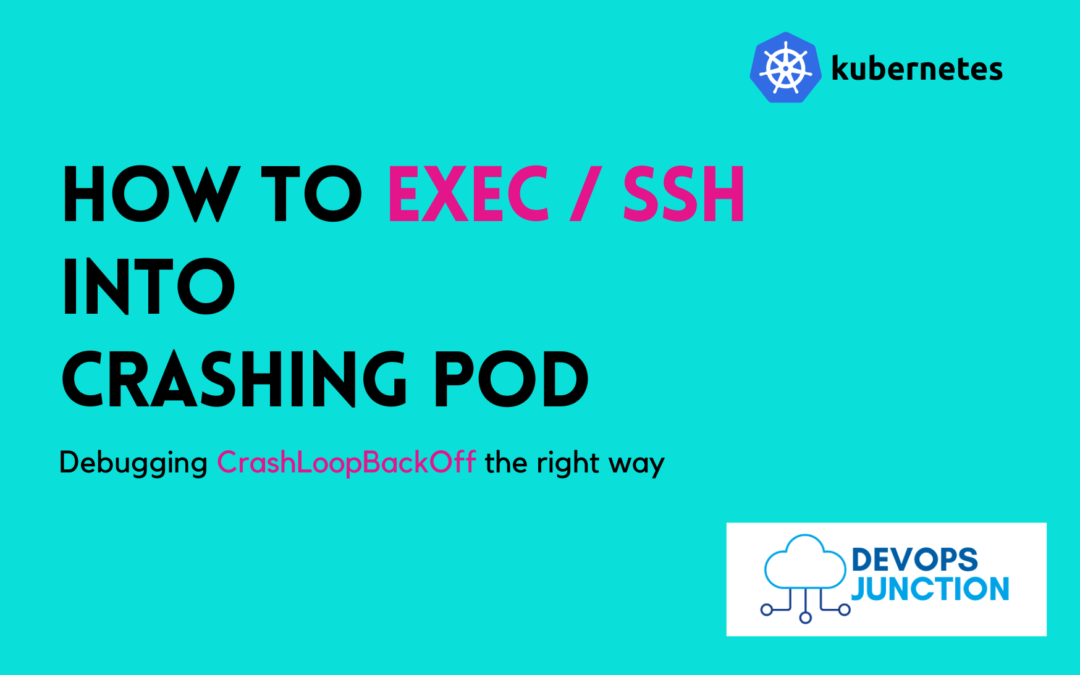 kubernetes
HOW TO EXEC / SSH
INTO
CRASHING POD
Debugging CrashLoopBackOff the right way
DEVOPS
JUNCTION